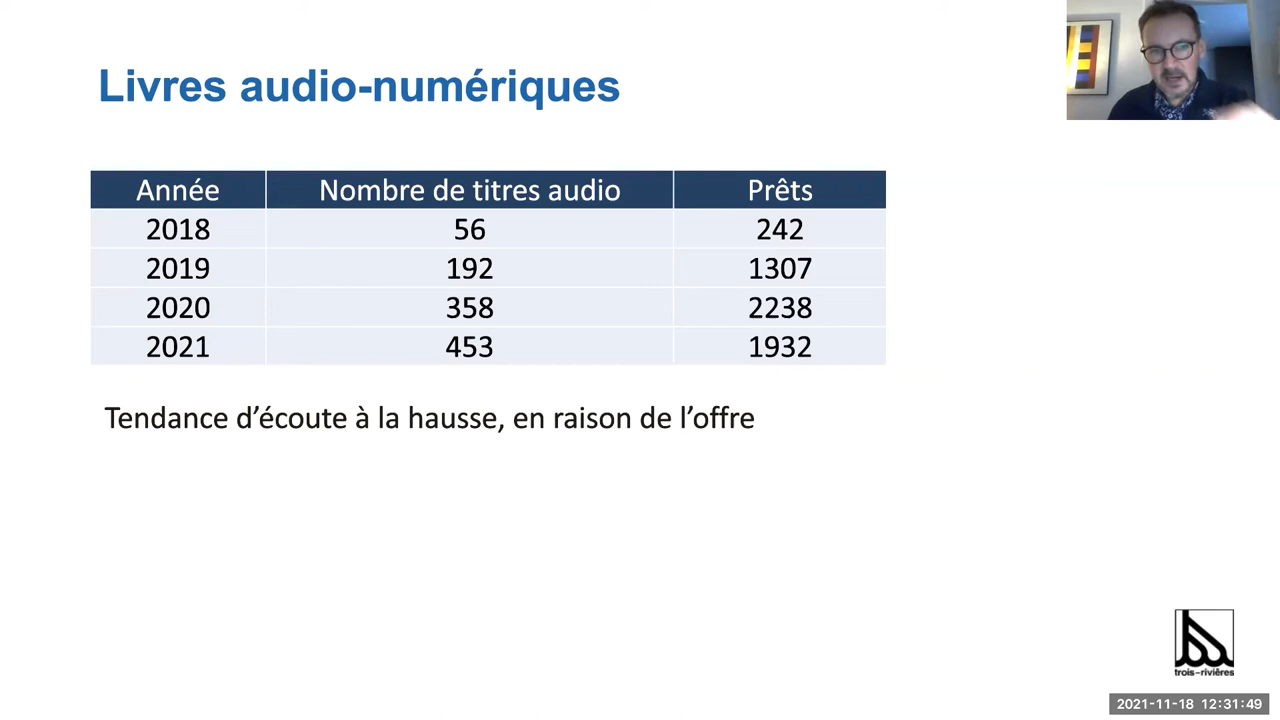 Livres audio-numériques
Année Nombre de titres audio Prêts
2018 56 242
2019 192 1307
2020 358 2238
2021 453 1932
Tendance d’écoute à la hausse, en raison de l’offre
trois-rivières
2021-11-18 12:31:49